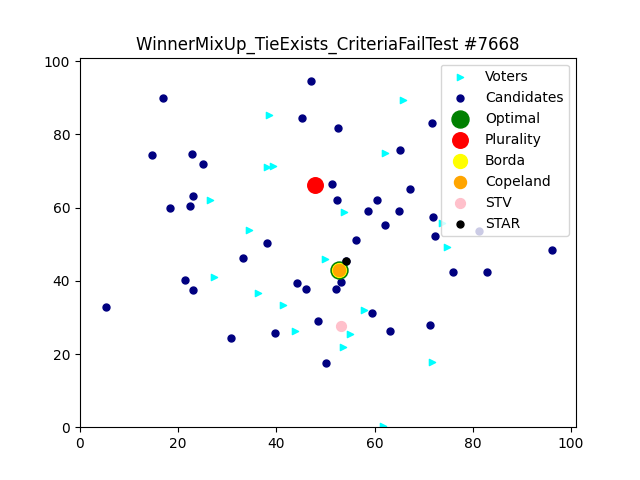 WinnerMixUp_TieExists_CriteriaFailTest #7668
100
80
60
40
20
0
0 20 40 60 80 100
Voters
Candidates
Optimal
Plurality
Borda
Copeland
STV
STAR